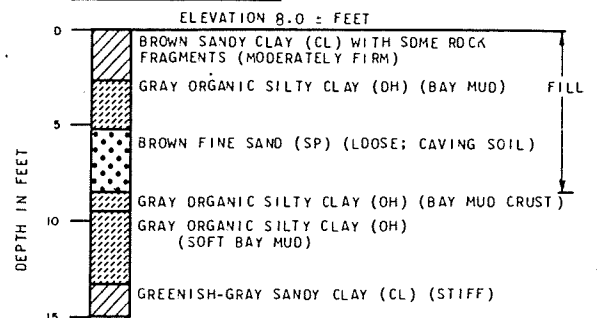 ELEVATION 8.0 ± FEET
0
BROWN SANDY CLAY (CL) WITH SOME ROCK
FRAGMENTS (MODERATELY FIRM)
GRAY ORGANIC SILTY CLAY (OH) (BAY MUD)
FILL
5
BROWN FINE SAND (SP) (LOOSE; CAVING SOIL)
GRAY ORGANIC SILTY CLAY (OH) (BAY MUD CRUST)
10
GRAY ORGANIC SILTY CLAY (OH)
(SOFT BAY MUD)
GREENISH-GRAY SANDY CLAY (CL) (STIFF)
15
DEPTH IN FEET